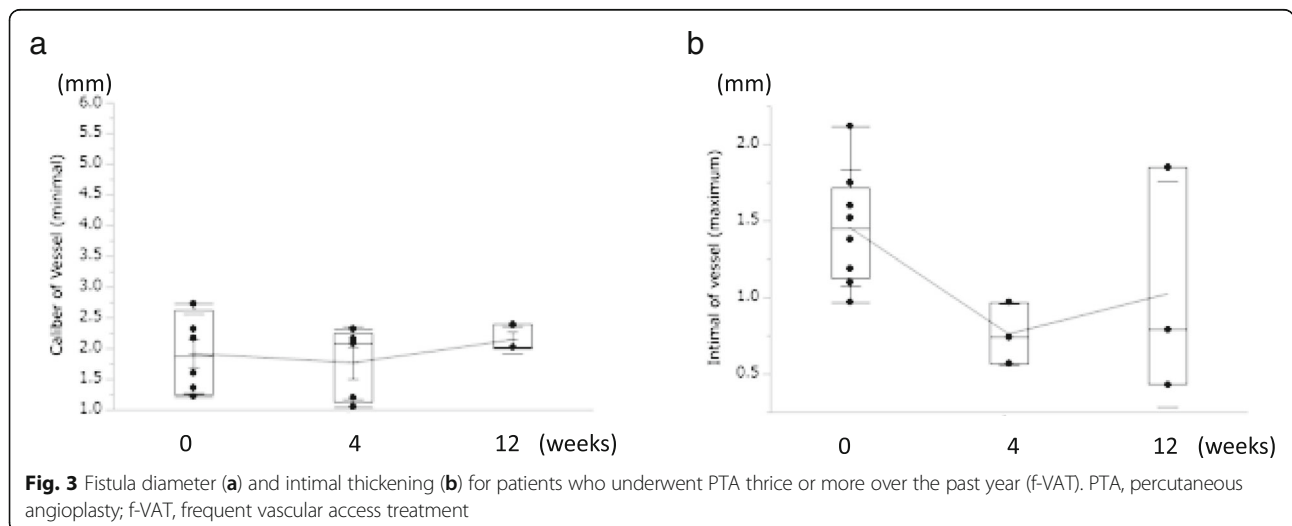 a
(mm)
Caliber of Vessel (minimal)
6.0
5.5
5.0
4.5
4.0
3.5
3.0
2.5
2.0
1.5
1.0
0 4 12 (weeks)
b
(mm)
Intimal of vessel (maximum)
2.0
1.5
1.0
0.5
0 4 12 (weeks)
Fig. 3 Fistula diameter (a) and intimal thickening (b) for patients who underwent PTA thrice or more over the past year (f-VAT). PTA, percutaneous
angioplasty; f-VAT, frequent vascular access treatment